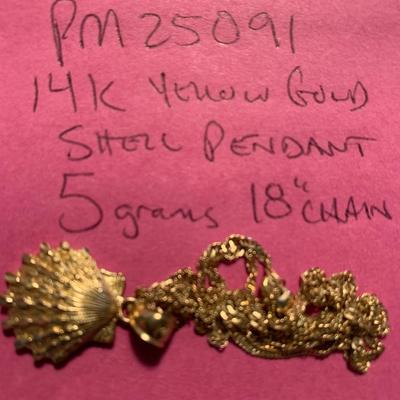 PM25091
14K Yellow Gold
Shell Pendant
5 grams 18" Chain